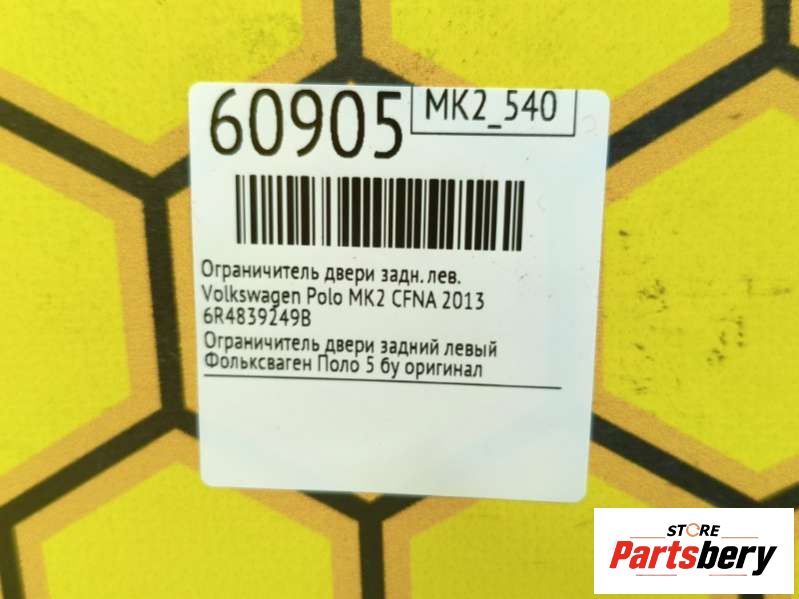 60905
MK2_540
Ограничитель двери задн. лев.
Volkswagen Polo MK2 CFNA 2013
6R4839249B
Ограничитель двери задний левый
Фольксваген Поло 5 бу оригинал
STORE
Partsbery